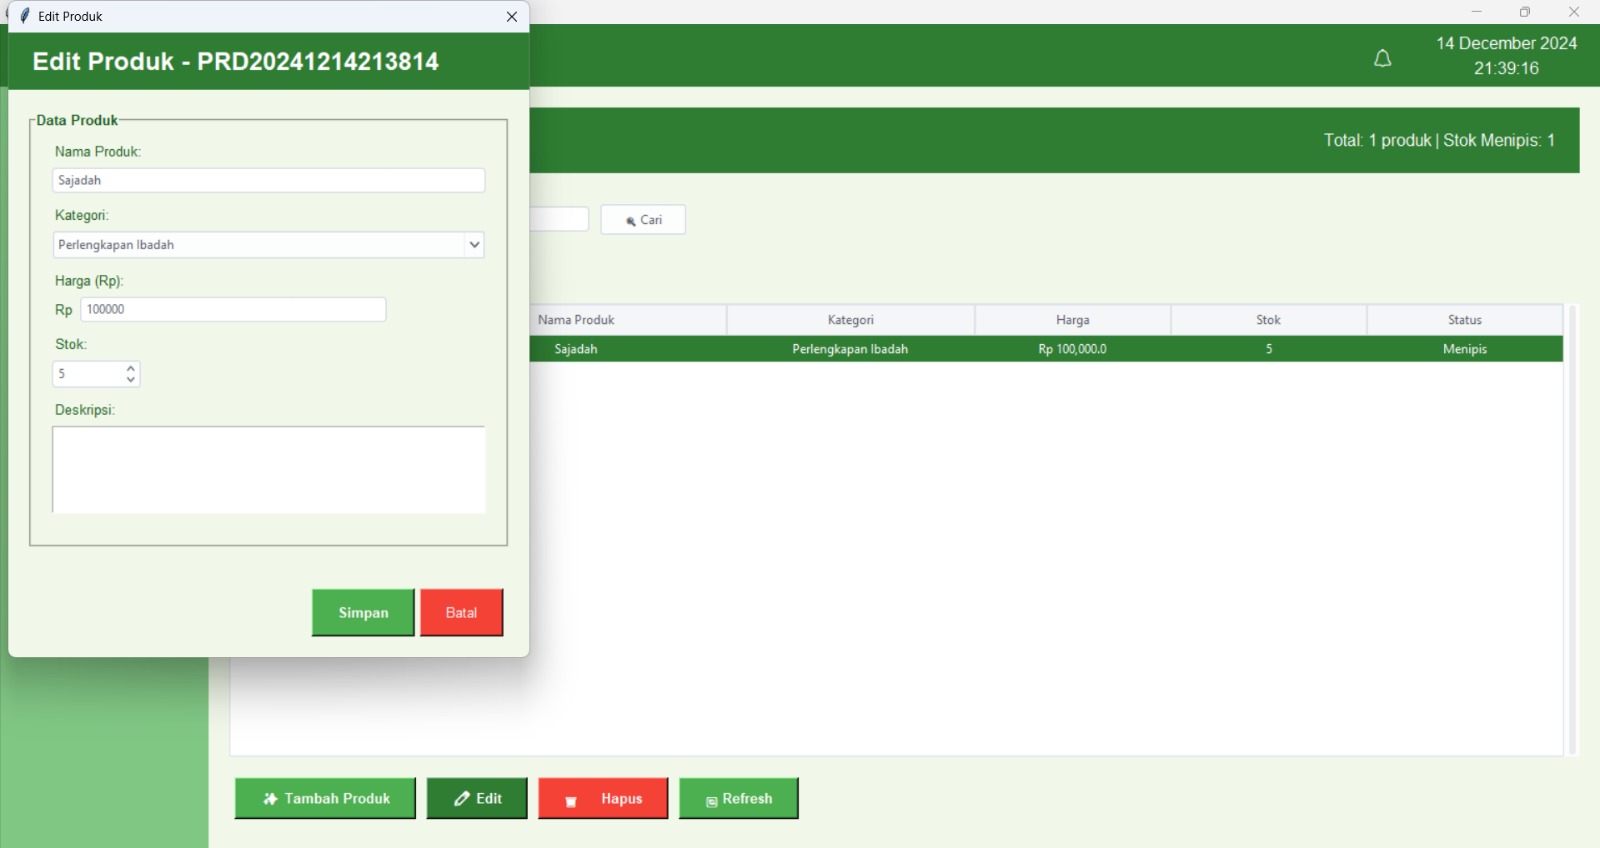 Edit Produk
Edit Produk - PRD20241214213814
Data Produk
Nama Produk:
Sajadah
Kategori:
Perlengkapan Ibadah
Harga (Rp):
Rp 100000
Stok:
5
Deskripsi:
Simpan Batal
14 December 2024
21:39:16
Total: 1 produk | Stok Menipis: 1
Cari
Nama Produk Kategori Harga Stok Status
Sajadah Perlengkapan Ibadah Rp 100,000.0 5 Menipis
Tambah Produk Edit Hapus Refresh